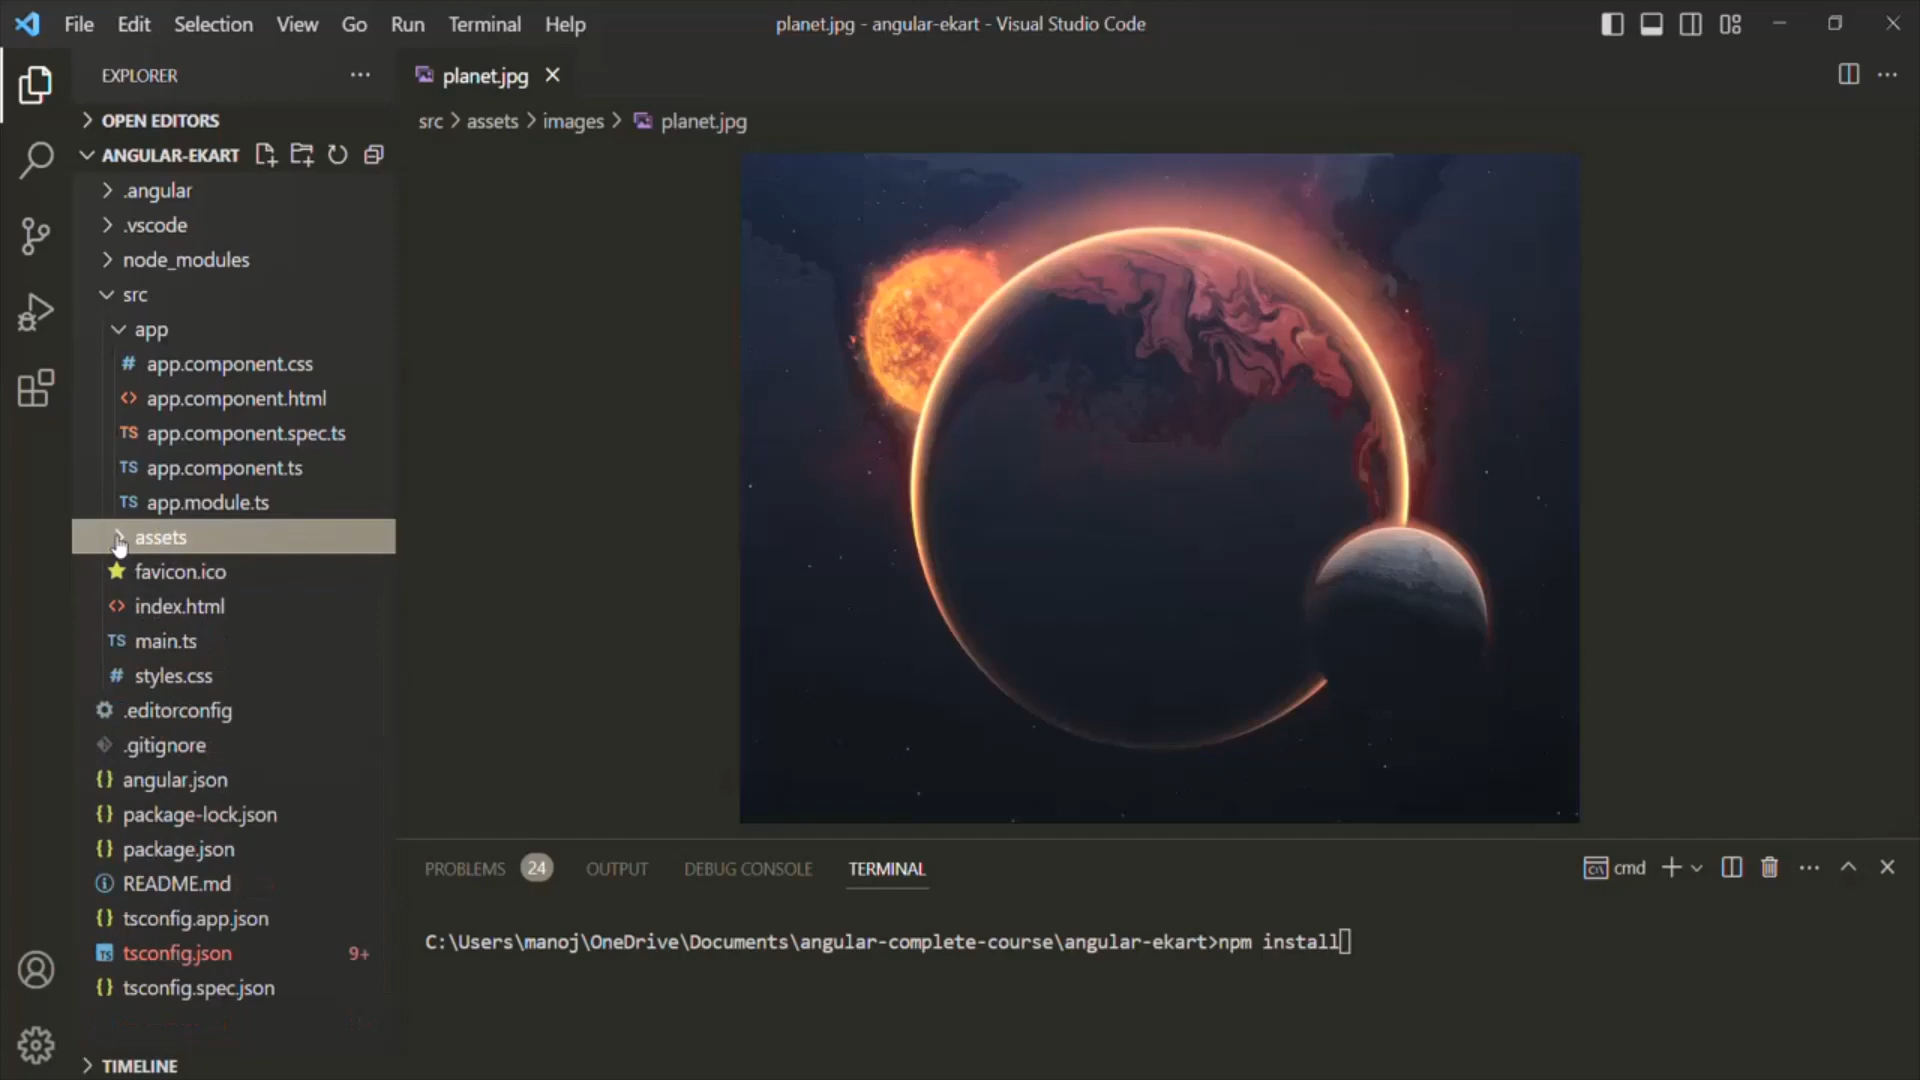 File Edit Selection View Go Run Terminal Help
planet.jpg - angular-ekart - Visual Studio Code
EXPLORER
planet.jpg
OPEN EDITORS
src > assets > images > planet.jpg
ANGULAR-EKART
.angular
.vscode
node_modules
src
app
# app.component.css
<> app.component.html
TS app.component.spec.ts
TS app.component.ts
TS app.module.ts
assets
favicon.ico
<> index.html
TS main.ts
# styles.css
.editorconfig
.gitignore
{} angular.json
{} package-lock.json
{} package.json
README.md
{} tsconfig.app.json
TS tsconfig.json 9+
{} tsconfig.spec.json
TIMELINE
PROBLEMS 24 OUTPUT DEBUG CONSOLE TERMINAL
cmd
C:\Users\manoj\OneDrive\Documents\angular-complete-course\angular-ekart>npm install